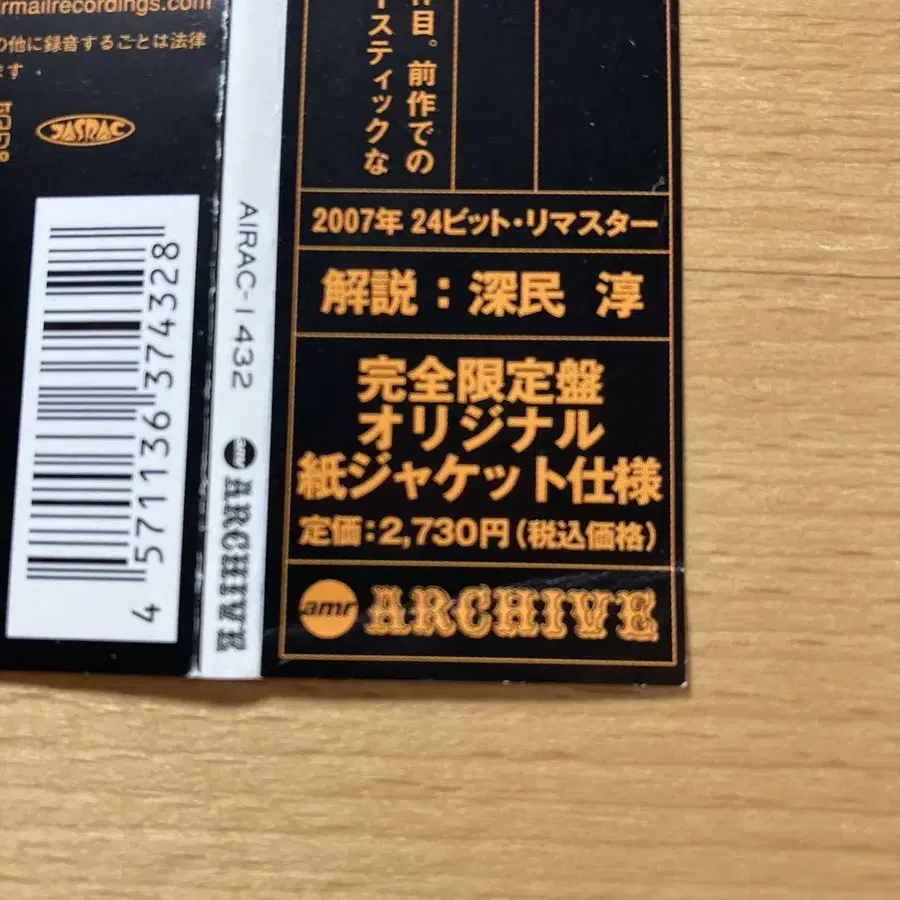 rmailrecordings.com
の他に録音することは法律
ます
JASRAC
4 571136 374328
AIRAC-1432
amr ARCHIVE
作目。前作での
ースティックな
2007年 24ビット・リマスター
解説：深民 淳
完全限定盤
オリジナル
紙ジャケット仕様
定価：2,730円（税込価格）
amr ARCHIVE